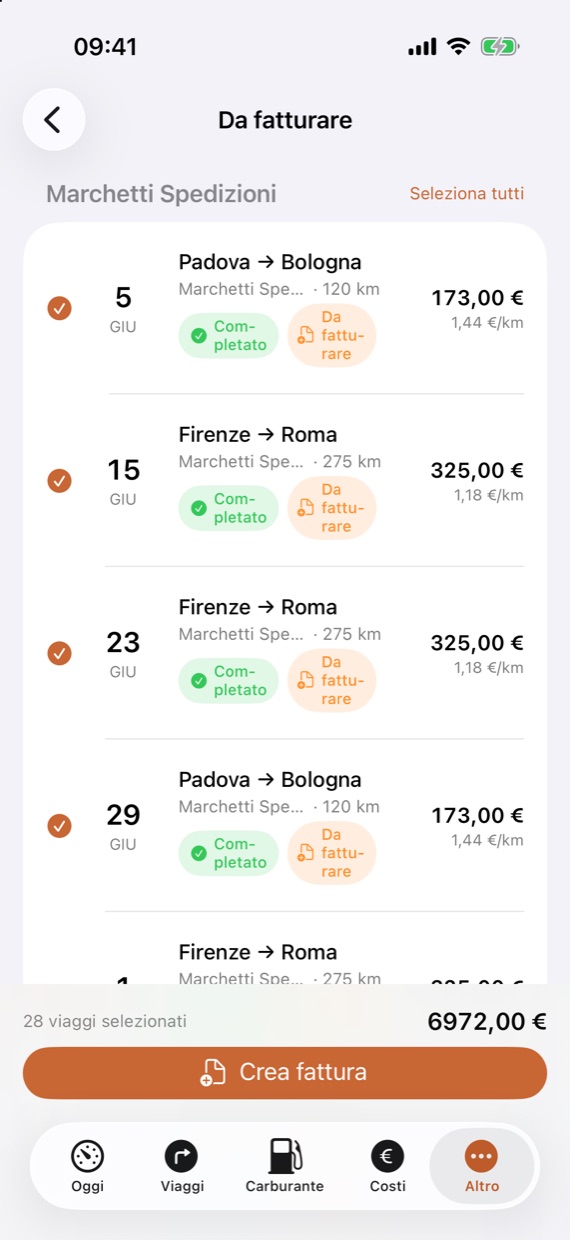 09:41
Da fatturare
Marchetti Spedizioni
Seleziona tutti
Padova → Bologna
5
GIU
Marchetti Spe... · 120 km
173,00 €
1,44 €/km
Com-
pletato
Da
fattu-
rare
Firenze → Roma
15
GIU
Marchetti Spe... · 275 km
325,00 €
1,18 €/km
Com-
pletato
Da
fattu-
rare
Firenze → Roma
23
GIU
Marchetti Spe... · 275 km
325,00 €
1,18 €/km
Com-
pletato
Da
fattu-
rare
Padova → Bologna
29
GIU
Marchetti Spe... · 120 km
173,00 €
1,44 €/km
Com-
pletato
Da
fattu-
rare
Firenze → Roma
Marchetti Spe... · 275 km
28 viaggi selezionati
6972,00 €
Crea fattura
Oggi
Viaggi
Carburante
Costi
Altro